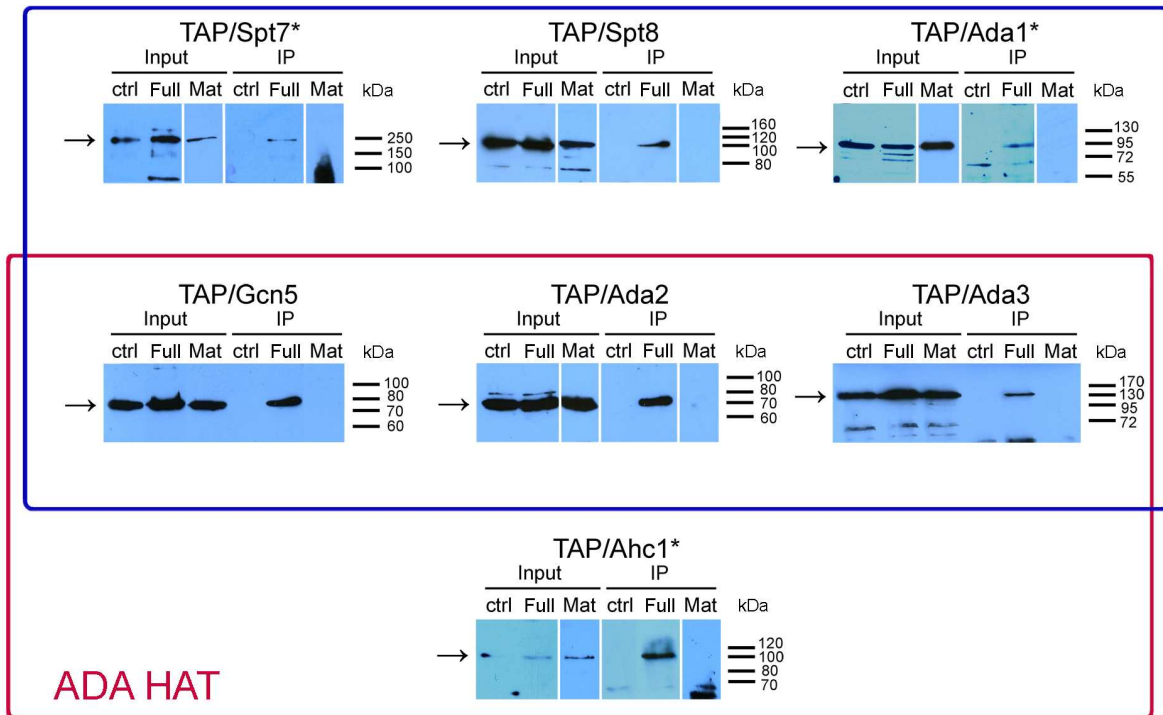 TAP/Spt7*
Input IP
ctrl Full Mat ctrl Full Mat kDa
→
250
150
100
TAP/Spt8
Input IP
ctrl Full Mat ctrl Full Mat kDa
→
160
120
100
80
TAP/Ada1*
Input IP
ctrl Full Mat ctrl Full Mat kDa
→
130
95
72
55
TAP/Gcn5
Input IP
ctrl Full Mat ctrl Full Mat kDa
→
100
80
70
60
TAP/Ada2
Input IP
ctrl Full Mat ctrl Full Mat kDa
→
100
80
70
60
TAP/Ada3
Input IP
ctrl Full Mat ctrl Full Mat kDa
→
170
130
95
72
TAP/Ahc1*
Input IP
ctrl Full Mat ctrl Full Mat kDa
→
120
100
80
70
ADA HAT